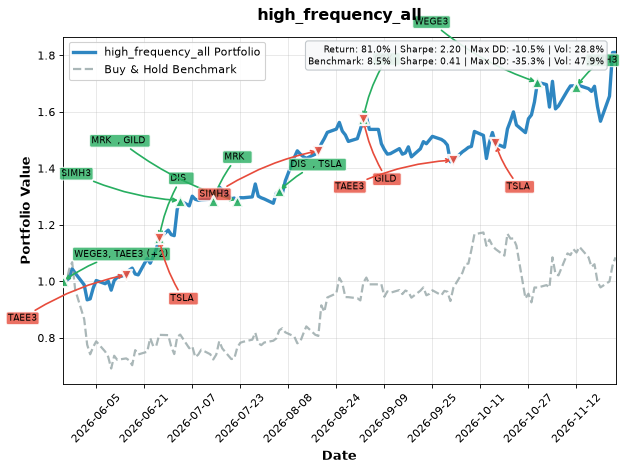 high_frequency_all
WEGE3
high_frequency_all Portfolio
Buy & Hold Benchmark
Return: 81.0% | Sharpe: 2.20 | Max DD: -10.5% | Vol: 28.8%
Benchmark: 8.5% | Sharpe: 0.41 | Max DD: -35.3% | Vol: 47.9%
MRK , GILD
MRK
SIMH3
DIS
DIS , TSLA
SIMH3
TAEE3
GILD
TSLA
WEGE3, TAEE3 (+2)
TSLA
TAEE3
1.8
1.6
1.4
1.2
1.0
0.8
Portfolio Value
2026-06-05
2026-06-21
2026-07-07
2026-07-23
2026-08-08
2026-08-24
2026-09-09
2026-09-25
2026-10-11
2026-10-27
2026-11-12
Date